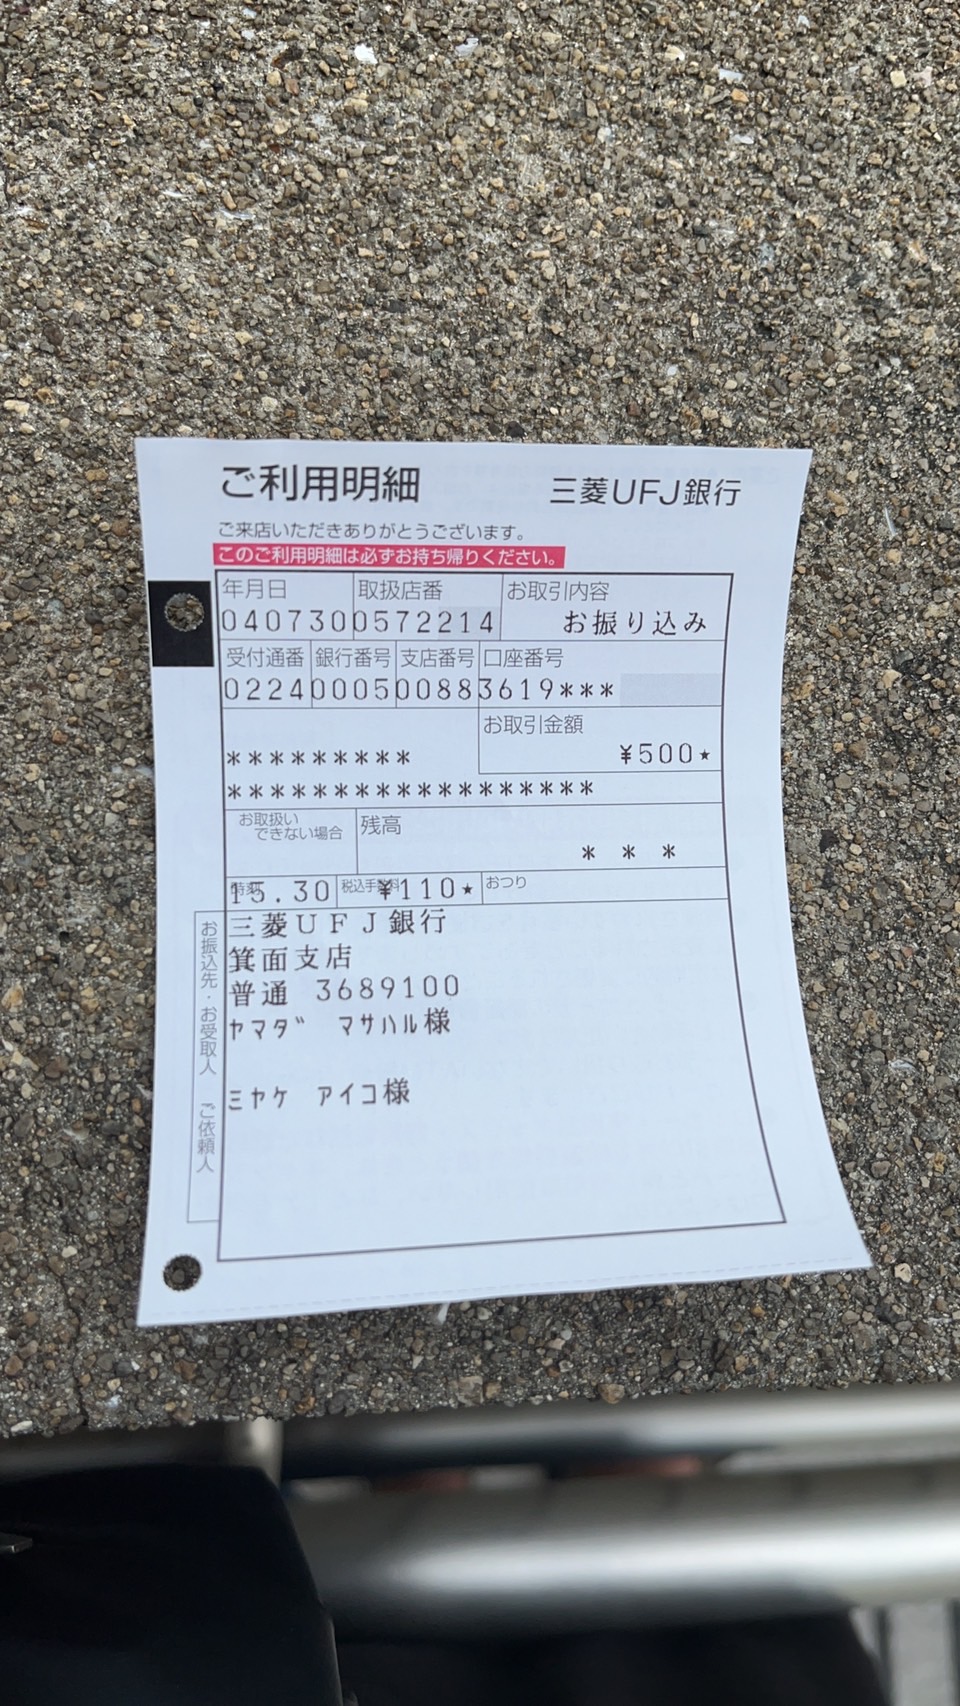 ご利用明細 三菱UFJ銀行
ご来店いただきありがとうございます。
このご利用明細は必ずお持ち帰りください。
年月日 取扱店番 お取引内容
040730 0572214 お振り込み
受付通番 銀行番号 支店番号 口座番号
0224 0005 0088 3619***
お取引金額
********* ¥500★
******************
お取扱い
できない場合 残高
* * *
時刻 15.30 税込手数料 ¥110★ おつり
お振込先・お受取人 ご依頼人
三菱UFJ銀行
箕面支店
普通 3689100
ヤマダ マサハル様
ミヤケ アイコ様